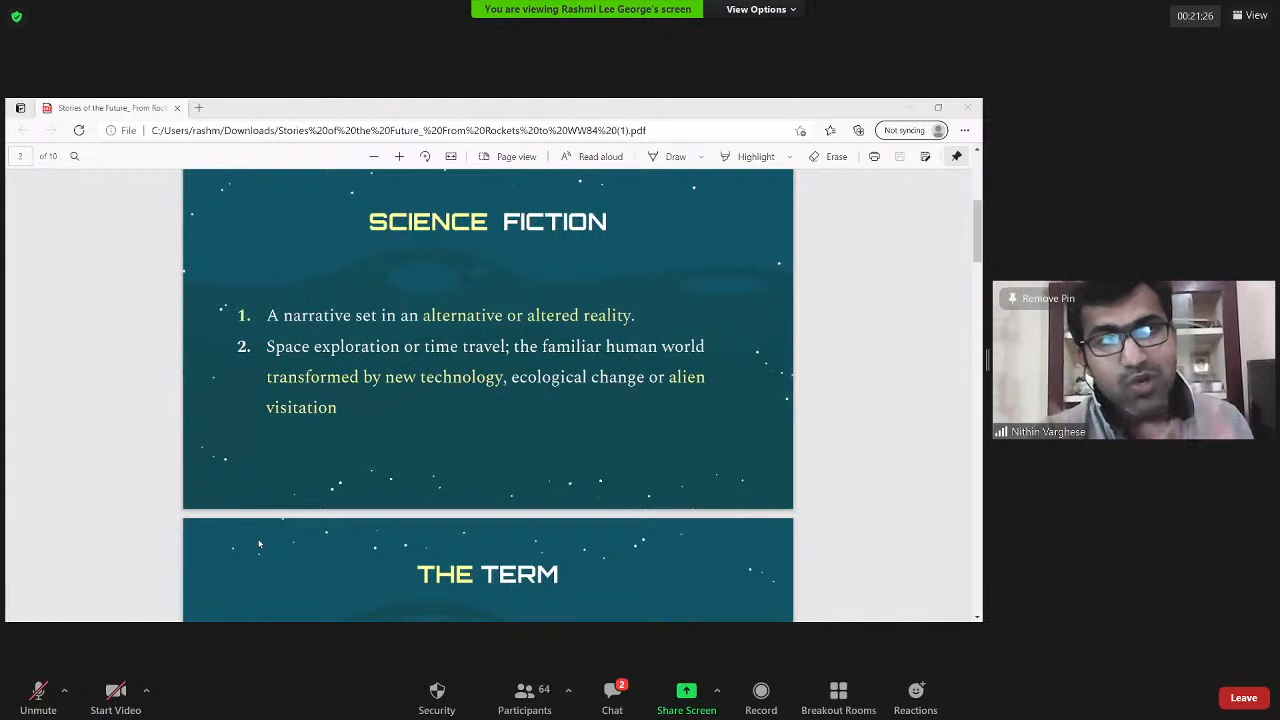 You are viewing Rashmi Lee George's screen
View Options
00:21:26
View
Stories of the Future_ From Roc
File
C:/Users/rashm/Downloads/Stories%20of%20the%20Future_%20From%20Rockets%20to%20WW84%20(1).pdf
Not syncing
2
of 10
Page view
Read aloud
Draw
Highlight
Erase
SCIENCE FICTION
1. A narrative set in an alternative or altered reality.
2. Space exploration or time travel; the familiar human world
transformed by new technology, ecological change or alien
visitation
THE TERM
Remove Pin
Nithin Varghese
Unmute
Start Video
Security
64
Participants
2
Chat
Share Screen
Record
Breakout Rooms
Reactions
Leave